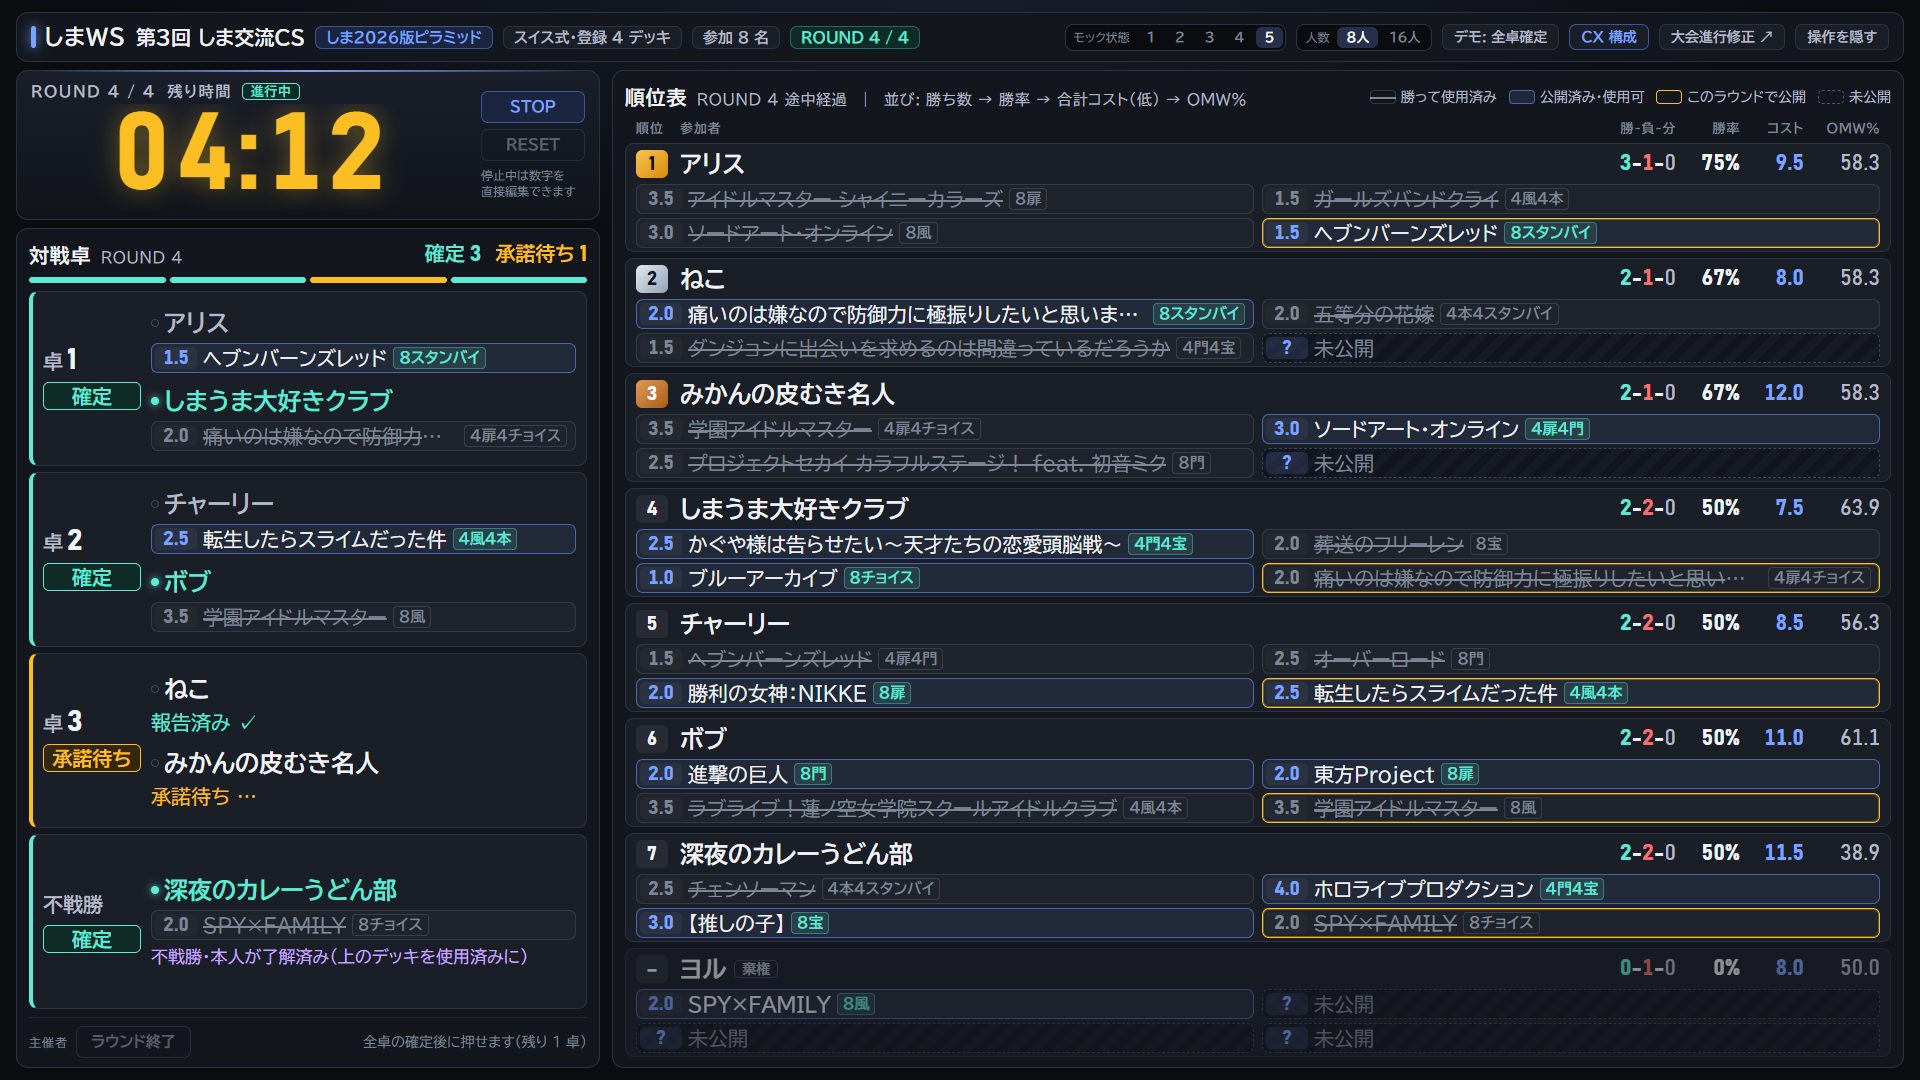 しまWS 第3回 しま交流CS しま2026版ピラミッド スイス式・登録 4 デッキ 参加 8 名 ROUND 4 / 4
モック状態 1 2 3 4 5 人数 8人 16人 デモ: 全卓確定 CX 構成 大会進行修正 ↗ 操作を隠す
ROUND 4 / 4 残り時間 進行中
04:12
STOP
RESET
停止中は数字を
直接編集できます
対戦卓 ROUND 4 確定 3 承諾待ち 1
卓1
確定
アリス
1.5 ヘブンバーンズレッド 8スタンバイ
しまうま大好きクラブ
2.0 痛いのは嫌なので防御力… 4扉4チョイス
卓2
確定
チャーリー
2.5 転生したらスライムだった件 4風4本
ボブ
3.5 学園アイドルマスター 8風
卓3
承諾待ち
ねこ
報告済み ✓
みかんの皮むき名人
承諾待ち …
不戦勝
確定
深夜のカレーうどん部
2.0 SPY×FAMILY 8チョイス
不戦勝・本人が了解済み(上のデッキを使用済みに)
主催者 ラウンド終了 全卓の確定後に押せます(残り 1 卓)
順位表 ROUND 4 途中経過 | 並び: 勝ち数 → 勝率 → 合計コスト(低) → OMW%
勝って使用済み 公開済み・使用可 このラウンドで公開 未公開
順位 参加者 勝-負-分 勝率 コスト OMW%
1 アリス 3-1-0 75% 9.5 58.3
3.5 アイドルマスター シャイニーカラーズ 8扉 1.5 ガールズバンドクライ 4風4本
3.0 ソードアート・オンライン 8風 1.5 ヘブンバーンズレッド 8スタンバイ
2 ねこ 2-1-0 67% 8.0 58.3
2.0 痛いのは嫌なので防御力に極振りしたいと思いま… 8スタンバイ 2.0 五等分の花嫁 4本4スタンバイ
1.5 ダンジョンに出会いを求めるのは間違っているだろうか 4門4宝 ? 未公開
3 みかんの皮むき名人 2-1-0 67% 12.0 58.3
3.5 学園アイドルマスター 4扉4チョイス 3.0 ソードアート・オンライン 4扉4門
2.5 プロジェクトセカイ カラフルステージ！ feat. 初音ミク 8門 ? 未公開
4 しまうま大好きクラブ 2-2-0 50% 7.5 63.9
2.5 かぐや様は告らせたい～天才たちの恋愛頭脳戦～ 4門4宝 2.0 葬送のフリーレン 8宝
1.0 ブルーアーカイブ 8チョイス 2.0 痛いのは嫌なので防御力に極振りしたいと思い… 4扉4チョイス
5 チャーリー 2-2-0 50% 8.5 56.3
1.5 ヘブンバーンズレッド 4扉4門 2.5 オーバーロード 8門
2.0 勝利の女神：NIKKE 8扉 2.5 転生したらスライムだった件 4風4本
6 ボブ 2-2-0 50% 11.0 61.1
2.0 進撃の巨人 8門 2.0 東方Project 8扉
3.5 ラブライブ！蓮ノ空女学院スクールアイドルクラブ 4風4本 3.5 学園アイドルマスター 8風
7 深夜のカレーうどん部 2-2-0 50% 11.5 38.9
2.5 チェンソーマン 4本4スタンバイ 4.0 ホロライブプロダクション 4門4宝
3.0 【推しの子】 8宝 2.0 SPY×FAMILY 8チョイス
– ヨル 棄権 0-1-0 0% 8.0 50.0
2.0 SPY×FAMILY 8風 ? 未公開
? 未公開 ? 未公開